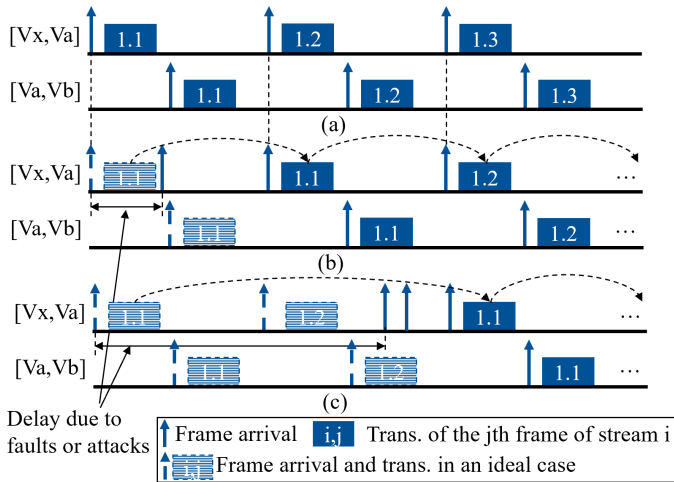 [Vx,Va] 1.1 1.2 1.3
[Va,Vb] 1.1 1.2 1.3
(a)
[Vx,Va] 1.1 1.1 1.2 ...
[Va,Vb] 1.1 1.1 1.2 ...
(b)
[Vx,Va] 1.1 1.2 1.1 ...
[Va,Vb] 1.1 1.2 1.1 ...
(c)
Delay due to
faults or attacks
Frame arrival i,j Trans. of the jth frame of stream i
i,j Frame arrival and trans. in an ideal case